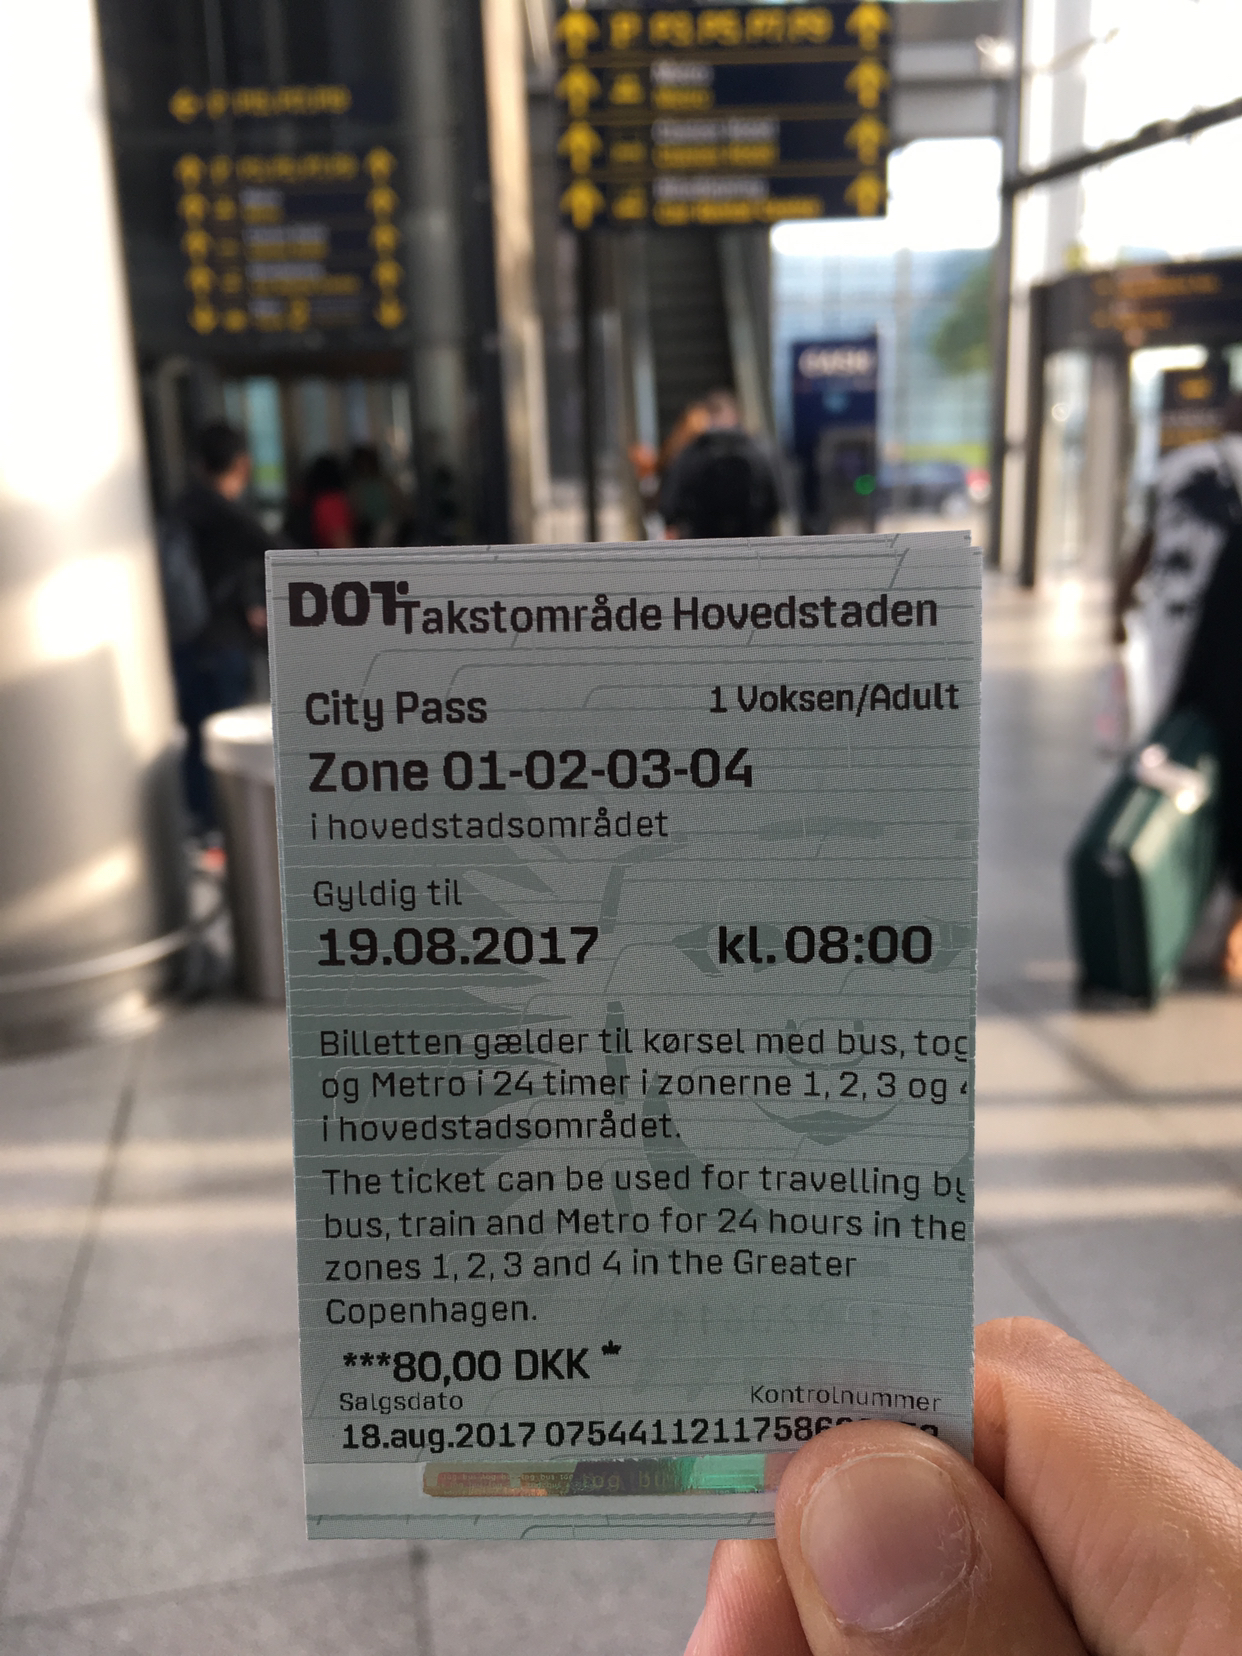 DOT Takstområde Hovedstaden
City Pass 1 Voksen/Adult
Zone 01-02-03-04
i hovedstadsområdet
Gyldig til
19.08.2017 kl. 08:00
Billetten gælder til kørsel med bus, tog
og Metro i 24 timer i zonerne 1, 2, 3 og
i hovedstadsområdet.
The ticket can be used for travelling by
bus, train and Metro for 24 hours in the
zones 1, 2, 3 and 4 in the Greater
Copenhagen.
***80,00 DKK
Salgsdato Kontrolnummer
18.aug.2017